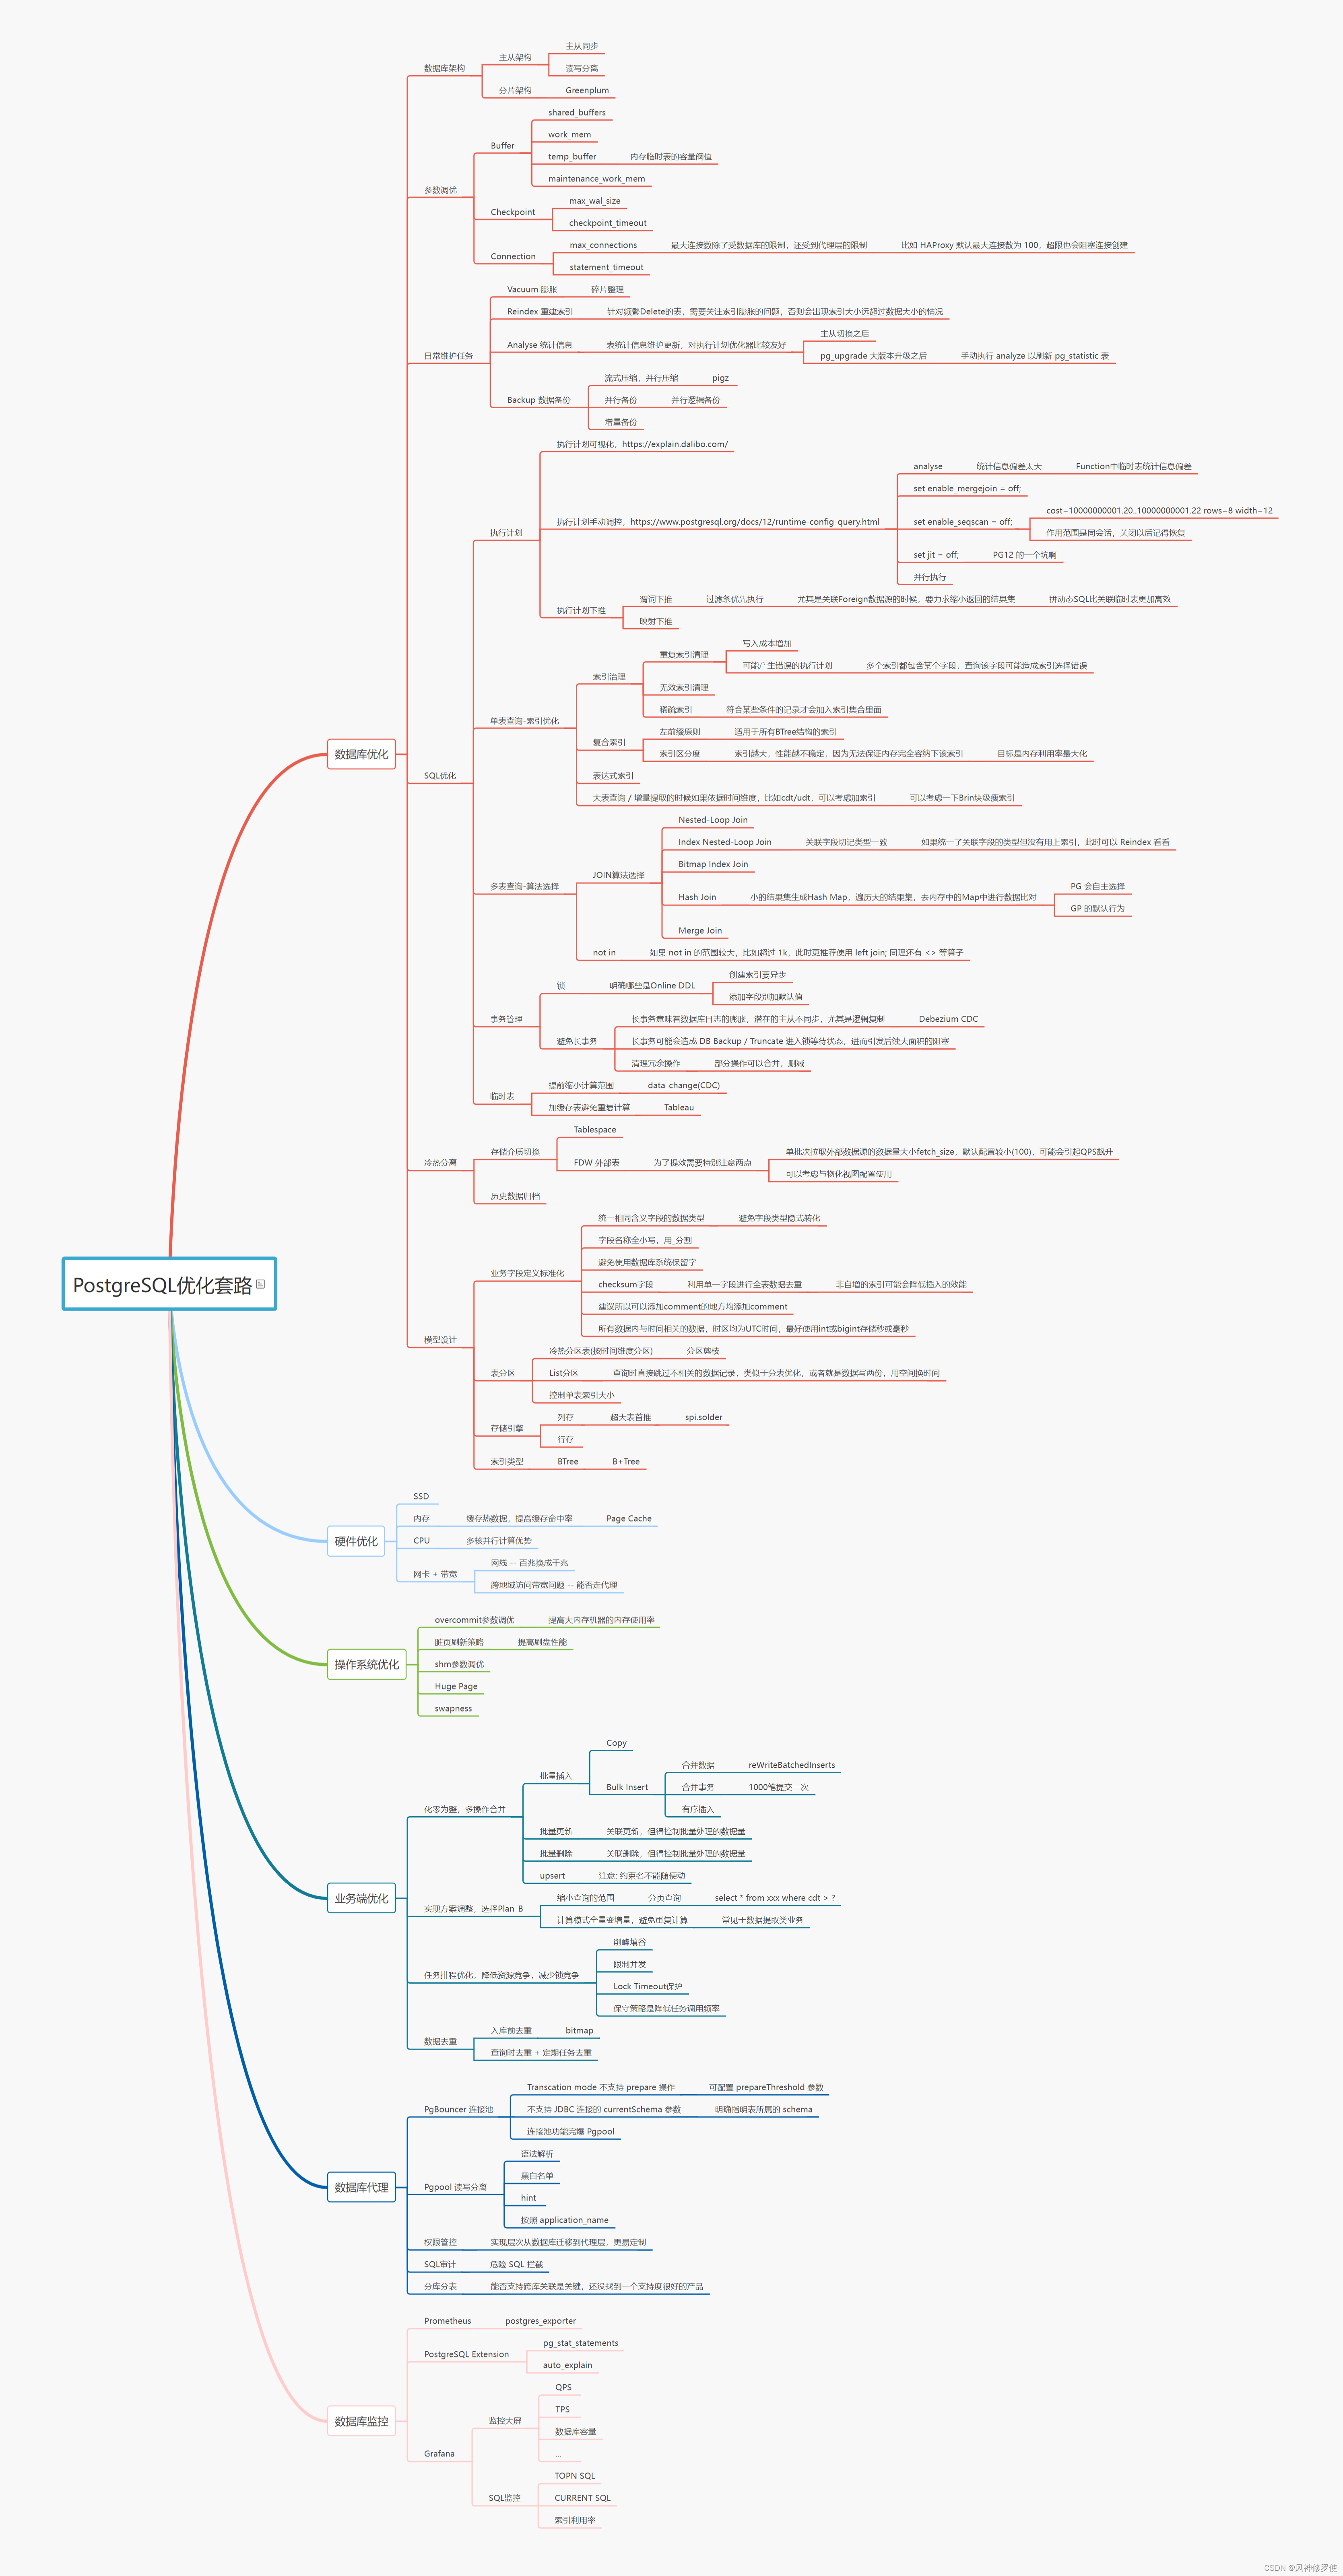 主从同步
主从架构
数据库架构
读写分离
分片架构
Greenplum
shared_buffers
Buffer
work_mem
temp_buffer
内存临时表的容量阀值
maintenance_work_mem
参数调优
max_wal_size
Checkpoint
checkpoint_timeout
max_connections
最大连接数除了受数据库的限制，还受到代理层的限制
比如 HAProxy 默认最大连接数为 100，超限也会阻塞连接创建
Connection
statement_timeout
Vacuum 膨胀
碎片整理
Reindex 重建索引
针对频繁Delete的表，需要关注索引膨胀的问题，否则会出现索引大小远超过数据大小的情况
主从切换之后
Analyse 统计信息
表统计信息维护更新，对执行计划优化器比较友好
日常维护任务
pg_upgrade 大版本升级之后
手动执行 analyze 以刷新 pg_statistic 表
流式压缩，并行压缩
pigz
Backup 数据备份
并行备份
并行逻辑备份
增量备份
执行计划可视化，https://explain.dalibo.com/
analyse
统计信息偏差太大
Function中临时表统计信息偏差
set enable_mergejoin = off;
执行计划
执行计划手动调控，https://www.postgresql.org/docs/12/runtime-config-query.html
set enable_seqscan = off;
cost=10000000001.20..10000000001.22 rows=8 width=12
作用范围是同会话，关闭以后记得恢复
set jit = off;
PG12 的一个坑啊
并行执行
执行计划下推
谓词下推
过滤条优先执行
尤其是关联Foreign数据源的时候，要力求缩小返回的结果集
拼动态SQL比关联临时表更加高效
映射下推
写入成本增加
重复索引清理
可能产生错误的执行计划
多个索引都包含某个字段，查询该字段可能造成索引选择错误
索引治理
无效索引清理
稀疏索引
符合某些条件的记录才会加入索引集合里面
单表查询-索引优化
左前缀原则
适用于所有BTree结构的索引
复合索引
索引区分度
索引越大，性能越不稳定，因为无法保证内存完全容纳下该索引
目标是内存利用率最大化
数据库优化
SQL优化
表达式索引
大表查询 / 增量提取的时候如果依据时间维度，比如cdt/udt，可以考虑加索引
可以考虑一下Brin块级瘦索引
Nested-Loop Join
Index Nested-Loop Join
关联字段切记类型一致
如果统一了关联字段的类型但没有用上索引，此时可以 Reindex 看看
Bitmap Index Join
JOIN算法选择
多表查询-算法选择
Hash Join
小的结果集生成Hash Map，遍历大的结果集，去内存中的Map中进行数据比对
PG 会自主选择
GP 的默认行为
Merge Join
not in
如果 not in 的范围较大，比如超过 1k，此时更推荐使用 left join; 同理还有 <> 等算子
创建索引要异步
锁
明确哪些是Online DDL
添加字段别加默认值
事务管理
长事务意味着数据库日志的膨胀，潜在的主从不同步，尤其是逻辑复制
Debezium CDC
避免长事务
长事务可能会造成 DB Backup / Truncate 进入锁等待状态，进而引发后续大面积的阻塞
清理冗余操作
部分操作可以合并，删减
临时表
提前缩小计算范围
data_change(CDC)
加缓存表避免重复计算
Tableau
Tablespace
存储介质切换
冷热分离
FDW 外部表
为了提效需要特别注意两点
单批次拉取外部数据源的数据量大小fetch_size，默认配置较小(100)，可能会引起QPS飙升
可以考虑与物化视图配置使用
历史数据归档
统一相同含义字段的数据类型
避免字段类型隐式转化
字段名称全小写，用_分割
避免使用数据库系统保留字
业务字段定义标准化
checksum字段
利用单一字段进行全表数据去重
非自增的索引可能会降低插入的效能
建议所以可以添加comment的地方均添加comment
所有数据内与时间相关的数据，时区均为UTC时间，最好使用int或bigint存储秒或毫秒
PostgreSQL优化套路
模型设计
冷热分区表(按时间维度分区)
分区剪枝
表分区
List分区
查询时直接跳过不相关的数据记录，类似于分表优化，或者就是数据写两份，用空间换时间
控制单表索引大小
存储引擎
列存
超大表首推
spi.solder
行存
索引类型
BTree
B+Tree
SSD
内存
缓存热数据，提高缓存命中率
Page Cache
硬件优化
CPU
多核并行计算优势
网卡 + 带宽
网线 -- 百兆换成千兆
跨地域访问带宽问题 -- 能否走代理
overcommit参数调优
提高大内存机器的内存使用率
脏页刷新策略
提高刷盘性能
操作系统优化
shm参数调优
Huge Page
swapness
Copy
批量插入
合并数据
reWriteBatchedInserts
Bulk Insert
合并事务
1000笔提交一次
化零为整，多操作合并
有序插入
批量更新
关联更新，但得控制批量处理的数据量
批量删除
关联删除，但得控制批量处理的数据量
upsert
注意: 约束名不能随便动
业务端优化
实现方案调整，选择Plan-B
缩小查询的范围
分页查询
select * from xxx where cdt > ?
计算模式全量变增量，避免重复计算
常见于数据提取类业务
削峰填谷
任务排程优化，降低资源竞争，减少锁竞争
限制并发
Lock Timeout保护
保守策略是降低任务调用频率
数据去重
入库前去重
bitmap
查询时去重 + 定期任务去重
Transcation mode 不支持 prepare 操作
可配置 prepareThreshold 参数
PgBouncer 连接池
不支持 JDBC 连接的 currentSchema 参数
明确指明表所属的 schema
连接池功能完爆 Pgpool
语法解析
黑白名单
数据库代理
Pgpool 读写分离
hint
按照 application_name
权限管控
实现层次从数据库迁移到代理层，更易定制
SQL审计
危险 SQL 拦截
分库分表
能否支持跨库关联是关键，还没找到一个支持度很好的产品
Prometheus
postgres_exporter
pg_stat_statements
PostgreSQL Extension
auto_explain
QPS
TPS
数据库监控
监控大屏
数据库容量
...
Grafana
TOPN SQL
SQL监控
CURRENT SQL
索引利用率
CSDN @风神修罗使